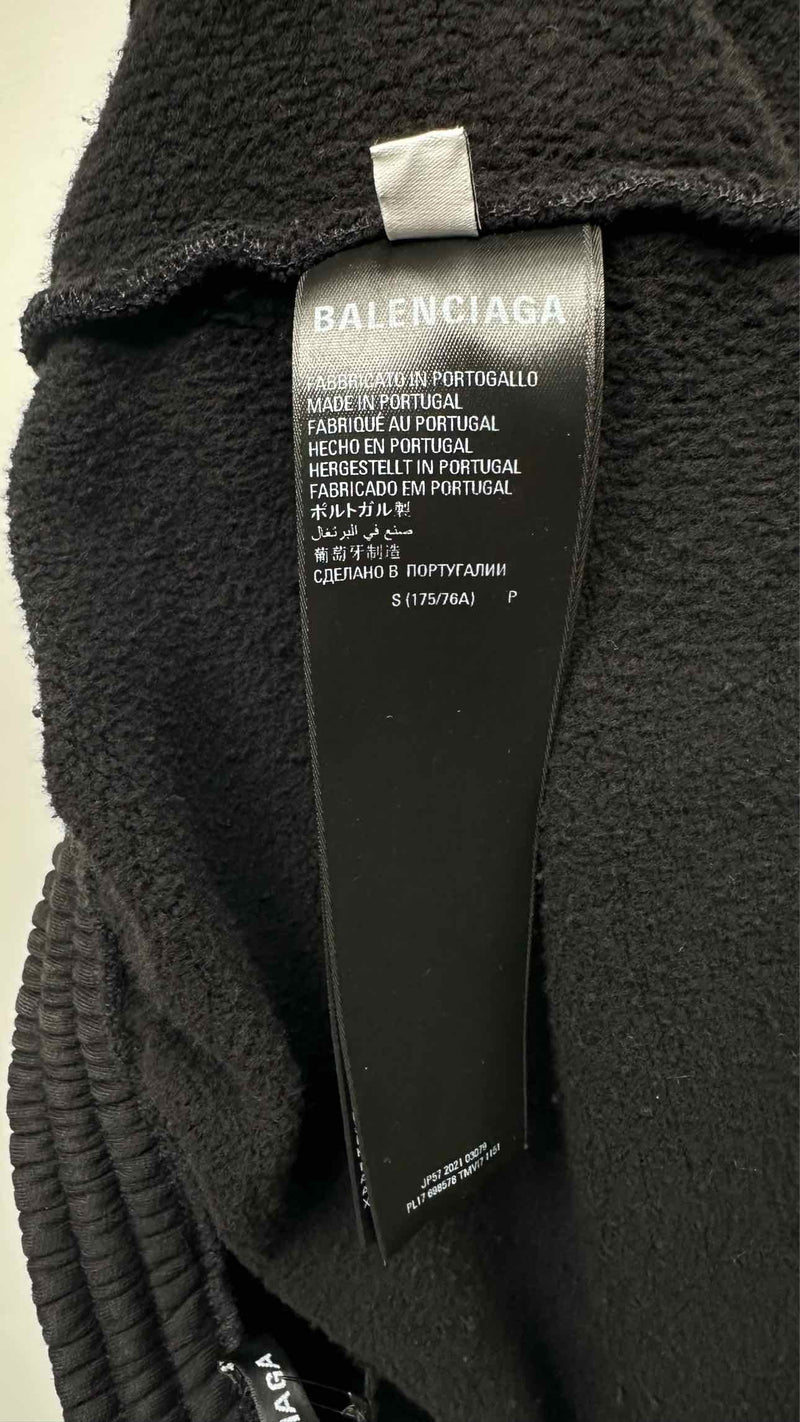 BALENCIAGA
FABBRICATO IN PORTOGALLO
MADE IN PORTUGAL
FABRIQUÉ AU PORTUGAL
HECHO EN PORTUGAL
HERGESTELLT IN PORTUGAL
FABRICADO EM PORTUGAL
ポルトガル製
صنع في البرتغال
葡萄牙制造
СДЕЛАНО В ПОРТУГАЛИИ
S (175/76A) P
JP57 2021 03079
PL17 698578 TMVI7 1151
IAGA